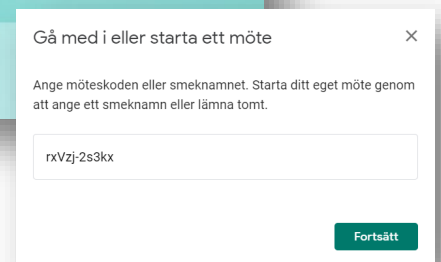 Gå med i eller starta ett möte
Ange möteskoden eller smeknamnet. Starta ditt eget möte genom
att ange ett smeknamn eller lämna tomt.
rxVzj-2s3kx
Fortsätt